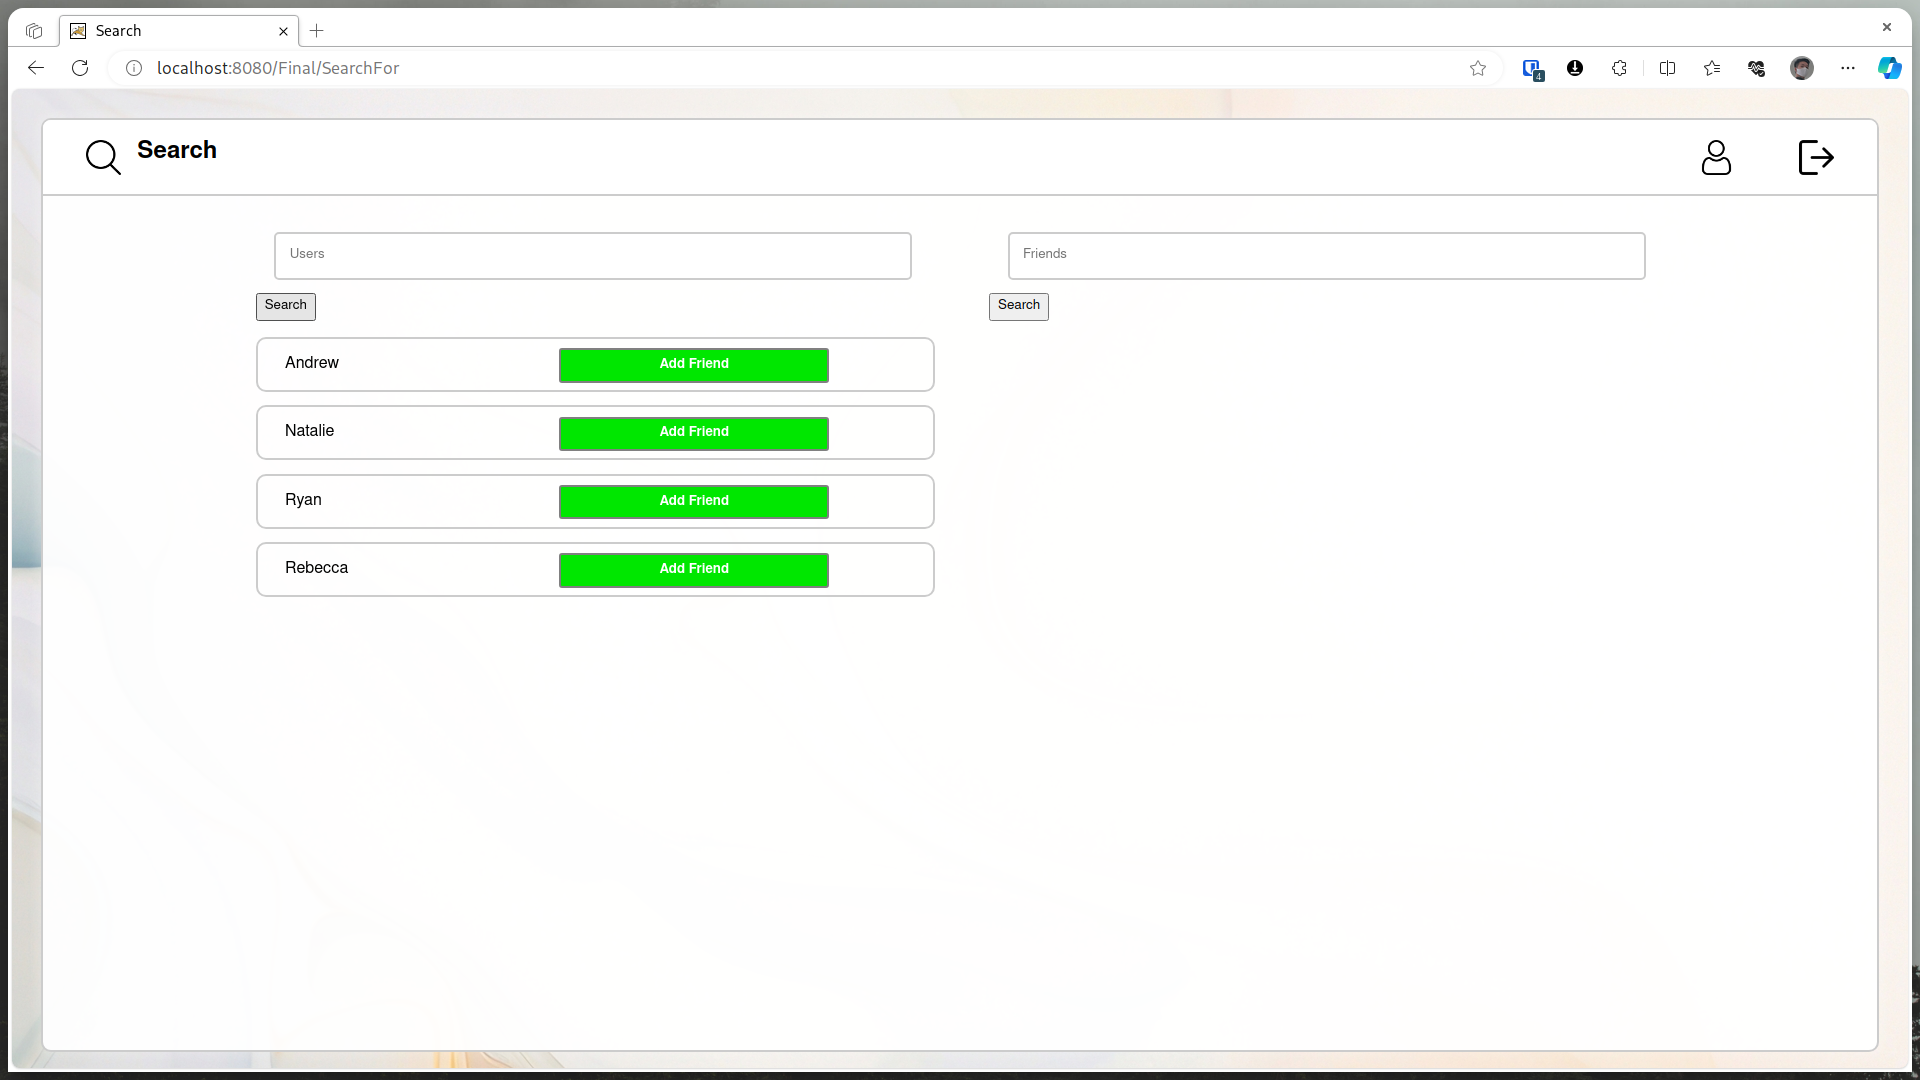 Search
localhost:8080/Final/SearchFor
4
Search
Users
Friends
Search
Search
Andrew
Add Friend
Natalie
Add Friend
Ryan
Add Friend
Rebecca
Add Friend